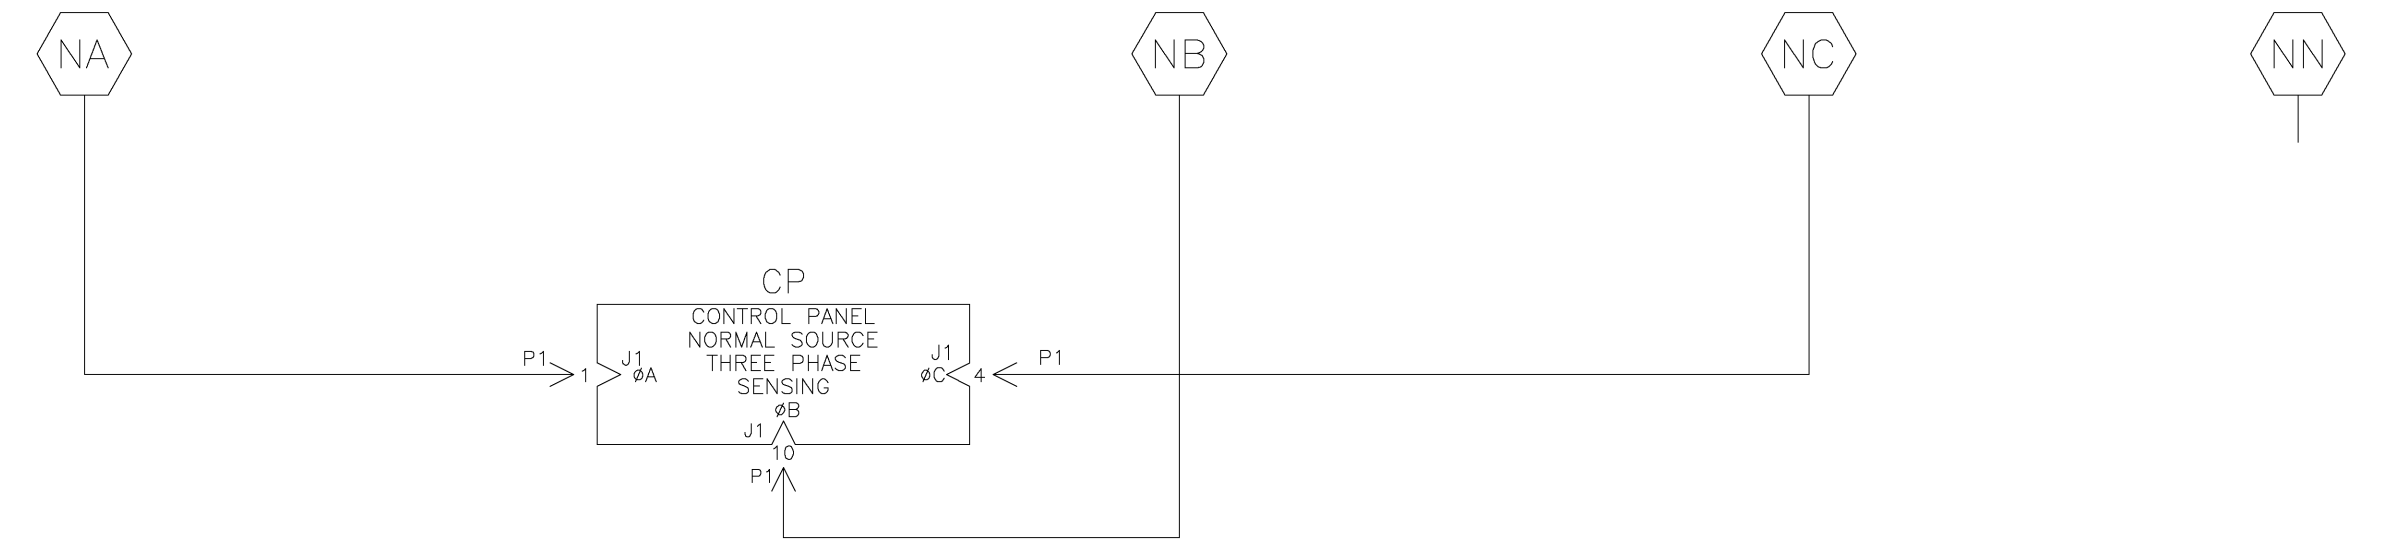 NA
NB
NC
NN
CP
CONTROL PANEL
NORMAL SOURCE
THREE PHASE
SENSING
P1
1
J1
øA
J1
øC
4
P1
øB
J1
10
P1